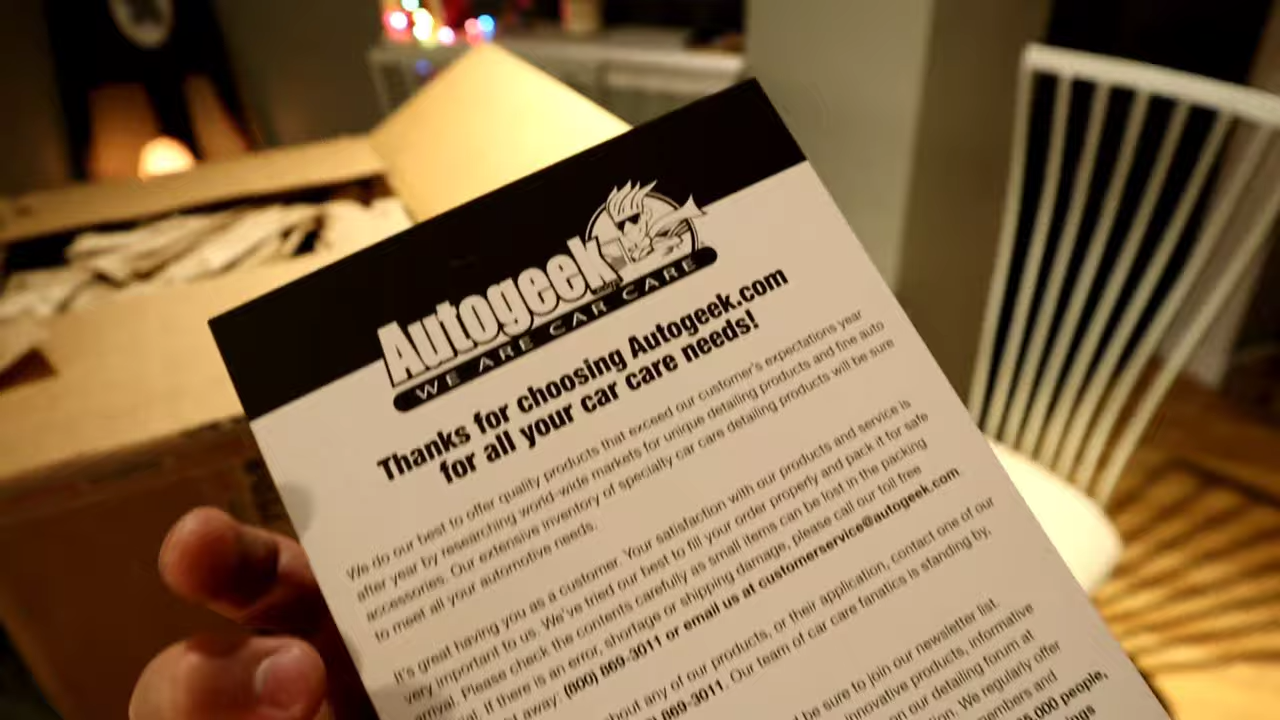 Autogeek
WE ARE CAR CARE
Thanks for choosing Autogeek.com
for all your car care needs!
We do our best to offer quality products that exceed our customer's expectations year
after year by researching world-wide markets for unique detailing products and fine auto
accessories. Our extensive inventory of specialty car care detailing products will be sure
to meet all your automotive needs.
It's great having you as a customer. Your satisfaction with our products and service is
very important to us. We've tried our best to fill your order properly and pack it for safe
Please check the contents carefully as small items can be lost in the packing
If there is an error, shortage or shipping damage, please call our toll free
away: (800) 869-3011 or email us at customerservice@autogeek.com.
about any of our products, or their application, contact one of our
869-3011. Our team of car care fanatics is standing by.
be sure to join our newsletter list.
innovative products, informative
on our detailing forum at
We regularly offer
members and
000 people,